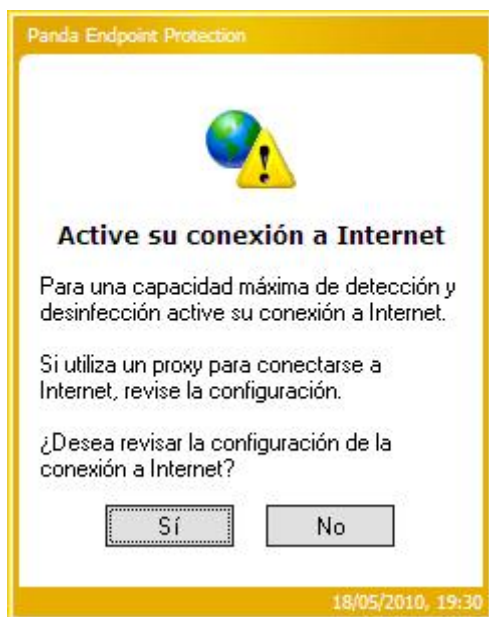 Panda Endpoint Protection
Active su conexión a Internet
Para una capacidad máxima de detección y
desinfección active su conexión a Internet.
Si utiliza un proxy para conectarse a
Internet, revise la configuración.
¿Desea revisar la configuración de la
conexión a Internet?
Sí No
18/05/2010, 19:30